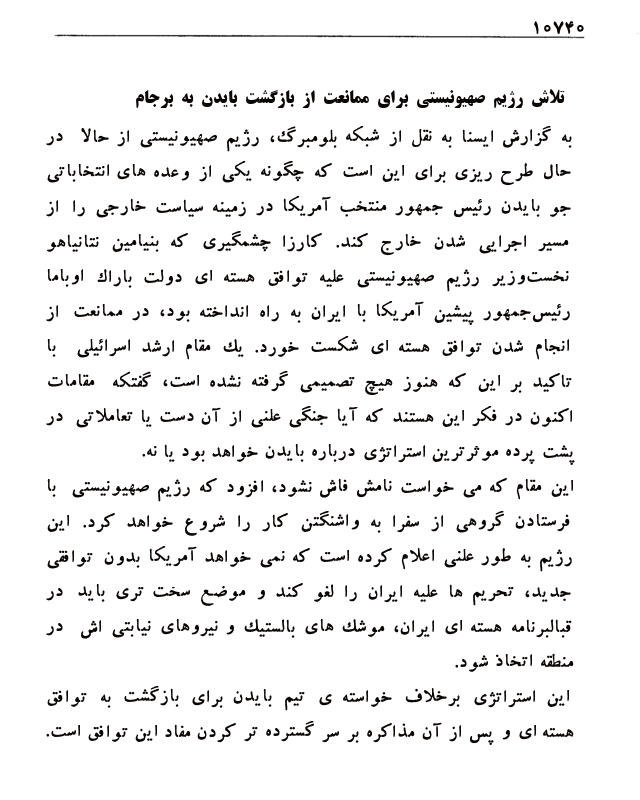 ۱۰۷۴۰
تلاش رژیم صهیونیستی برای ممانعت از بازگشت بایدن به برجام
به گزارش ایسنا به نقل از شبکه بلومبرگ، رژیم صهیونیستی از حالا در
حال طرح ریزی برای این است که چگونه یکی از وعده های انتخاباتی
جو بایدن رئیس جمهور منتخب آمریکا در زمینه سیاست خارجی را از
مسیر اجرایی شدن خارج کند. کارزا چشمگیری که بنیامین نتانیاهو
نخست‌وزیر رژیم صهیونیستی علیه توافق هسته ای دولت باراك اوباما
رئیس‌جمهور پیشین آمریکا با ایران به راه انداخته بود، در ممانعت از
انجام شدن توافق هسته ای شکست خورد. یك مقام ارشد اسرائیلی با
تاکید بر این که هنوز هیچ تصمیمی گرفته نشده است، گفتکه مقامات
اکنون در فکر این هستند که آیا جنگی علنی از آن دست یا تعاملاتی در
پشت پرده موثرترین استراتژی درباره بایدن خواهد بود یا نه.
این مقام که می خواست نامش فاش نشود، افزود که رژیم صهیونیستی با
فرستادن گروهی از سفرا به واشنگتن کار را شروع خواهد کرد. این
رژیم به طور علنی اعلام کرده است که نمی خواهد آمریکا بدون توافقی
جدید، تحریم ها علیه ایران را لغو کند و موضع سخت تری باید در
قبالبرنامه هسته ای ایران، موشك های بالستیك و نیروهای نیابتی اش در
منطقه اتخاذ شود.
این استراتژی برخلاف خواسته ی تیم بایدن برای بازگشت به توافق
هسته ای و پس از آن مذاکره بر سر گسترده تر کردن مفاد این توافق است.